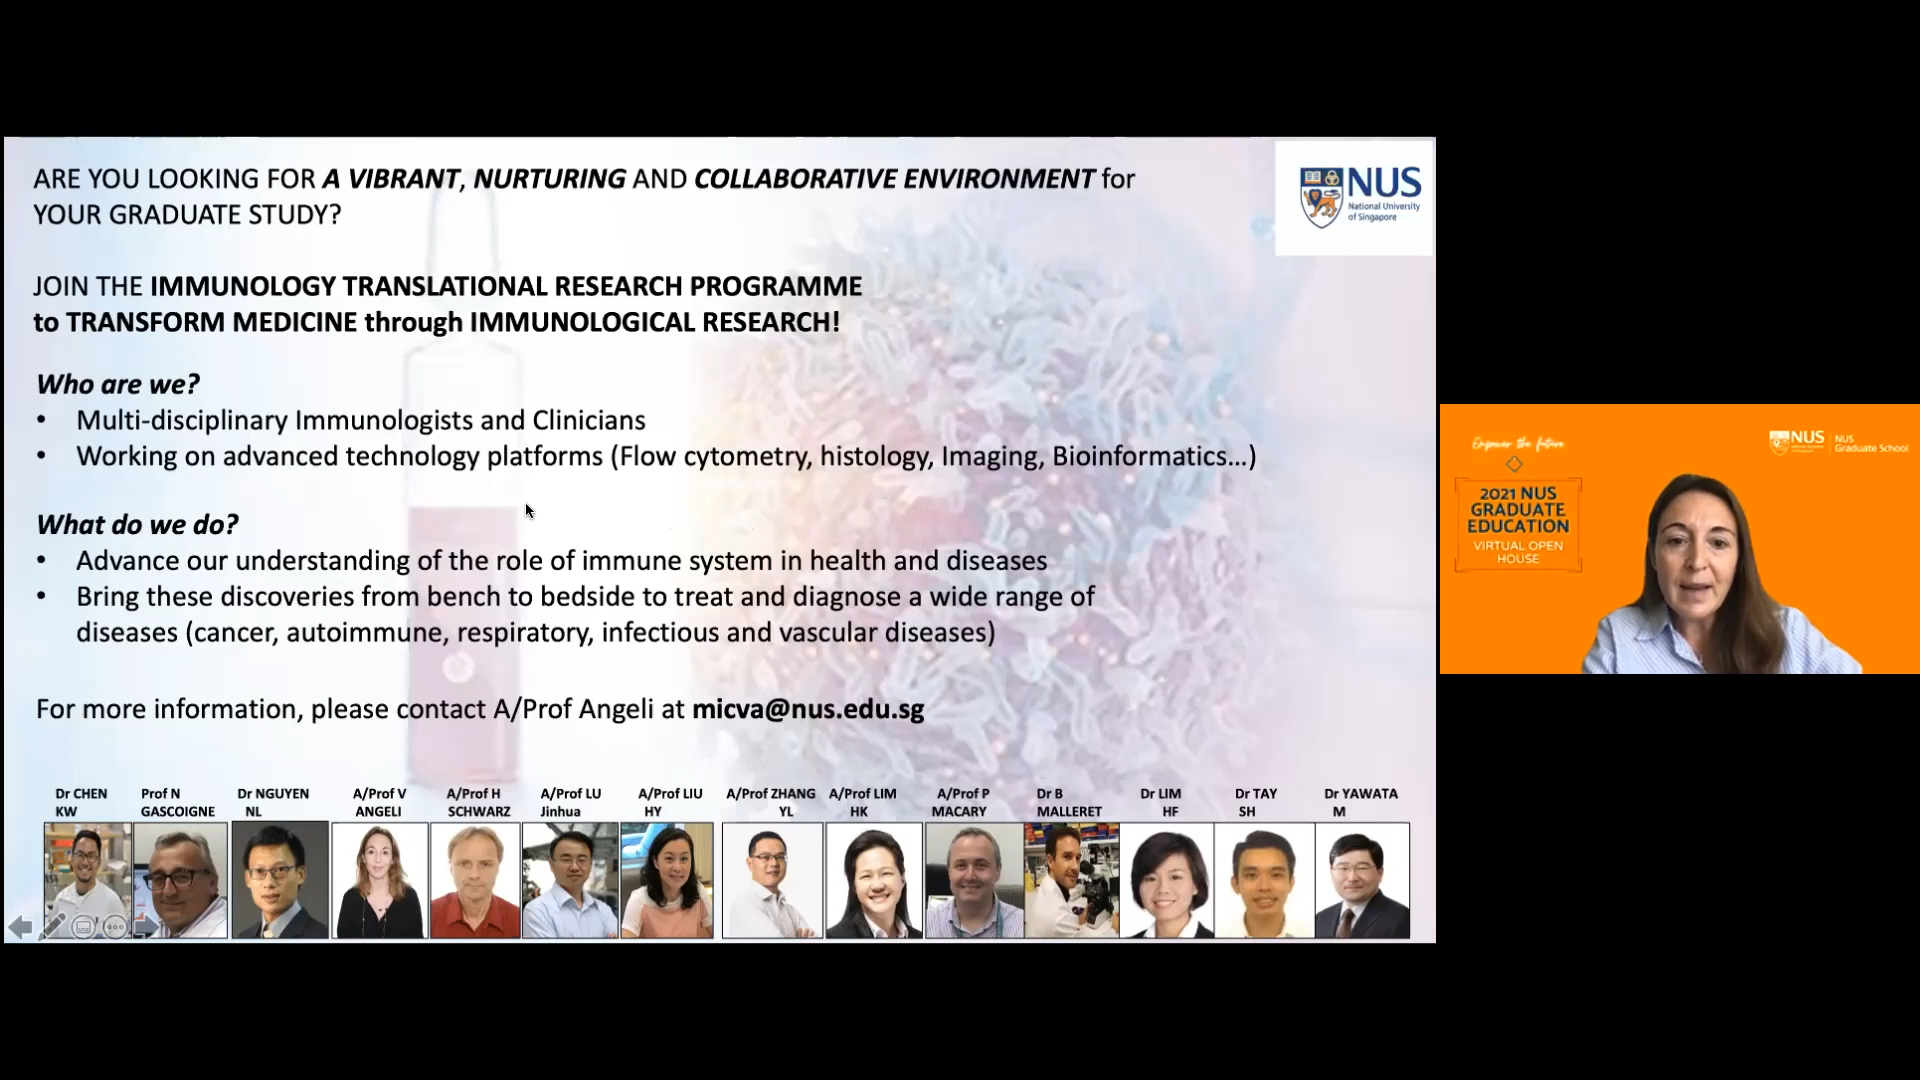 ARE YOU LOOKING FOR A VIBRANT, NURTURING AND COLLABORATIVE ENVIRONMENT for
YOUR GRADUATE STUDY?
NUS
National University
of Singapore
JOIN THE IMMUNOLOGY TRANSLATIONAL RESEARCH PROGRAMME
to TRANSFORM MEDICINE through IMMUNOLOGICAL RESEARCH!
Who are we?
• Multi-disciplinary Immunologists and Clinicians
• Working on advanced technology platforms (Flow cytometry, histology, Imaging, Bioinformatics...)
What do we do?
• Advance our understanding of the role of immune system in health and diseases
• Bring these discoveries from bench to bedside to treat and diagnose a wide range of
diseases (cancer, autoimmune, respiratory, infectious and vascular diseases)
For more information, please contact A/Prof Angeli at micva@nus.edu.sg
Dr CHEN
KW
Prof N
GASCOIGNE
Dr NGUYEN
NL
A/Prof V
ANGELI
A/Prof H
SCHWARZ
A/Prof LU
Jinhua
A/Prof LIU
HY
A/Prof ZHANG
YL
A/Prof LIM
HK
A/Prof P
MACARY
Dr B
MALLERET
Dr LIM
HF
Dr TAY
SH
Dr YAWATA
M
Empower the future
2021 NUS
GRADUATE
EDUCATION
VIRTUAL OPEN
HOUSE
NUS
NUS
Graduate School